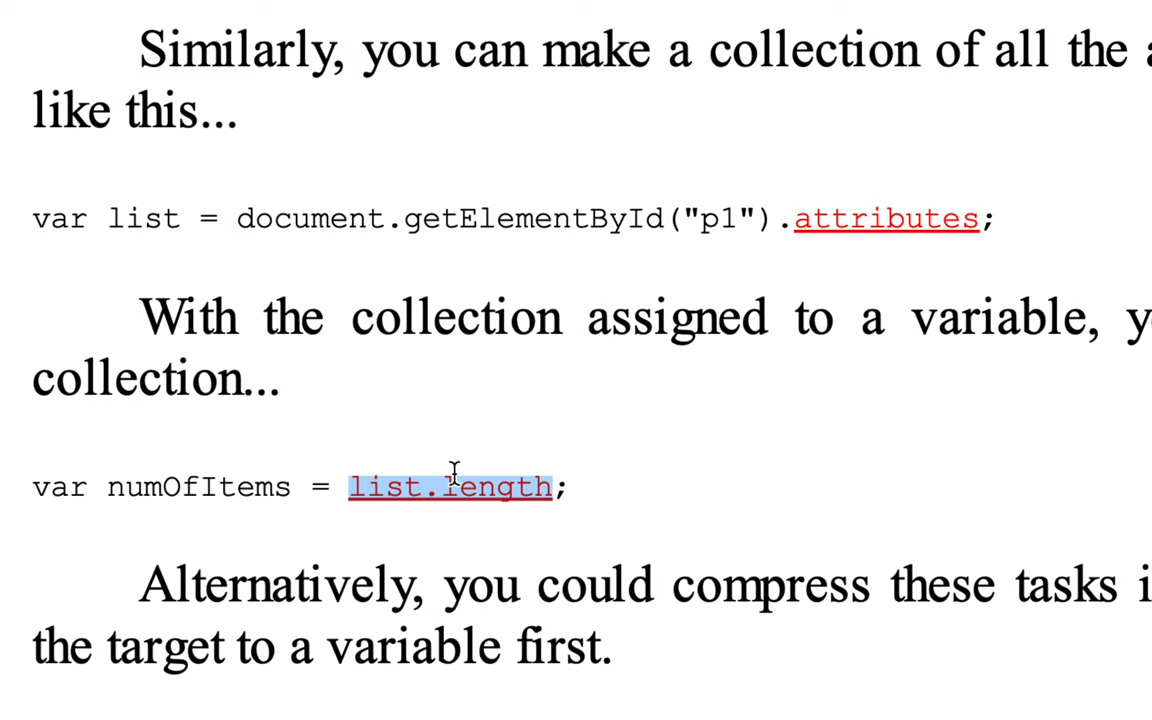 Similarly, you can make a collection of all the
like this...
var list = document.getElementById("p1").attributes;
With the collection assigned to a variable,
collection...
var numOfItems = list.length;
Alternatively, you could compress these tasks
the target to a variable first.